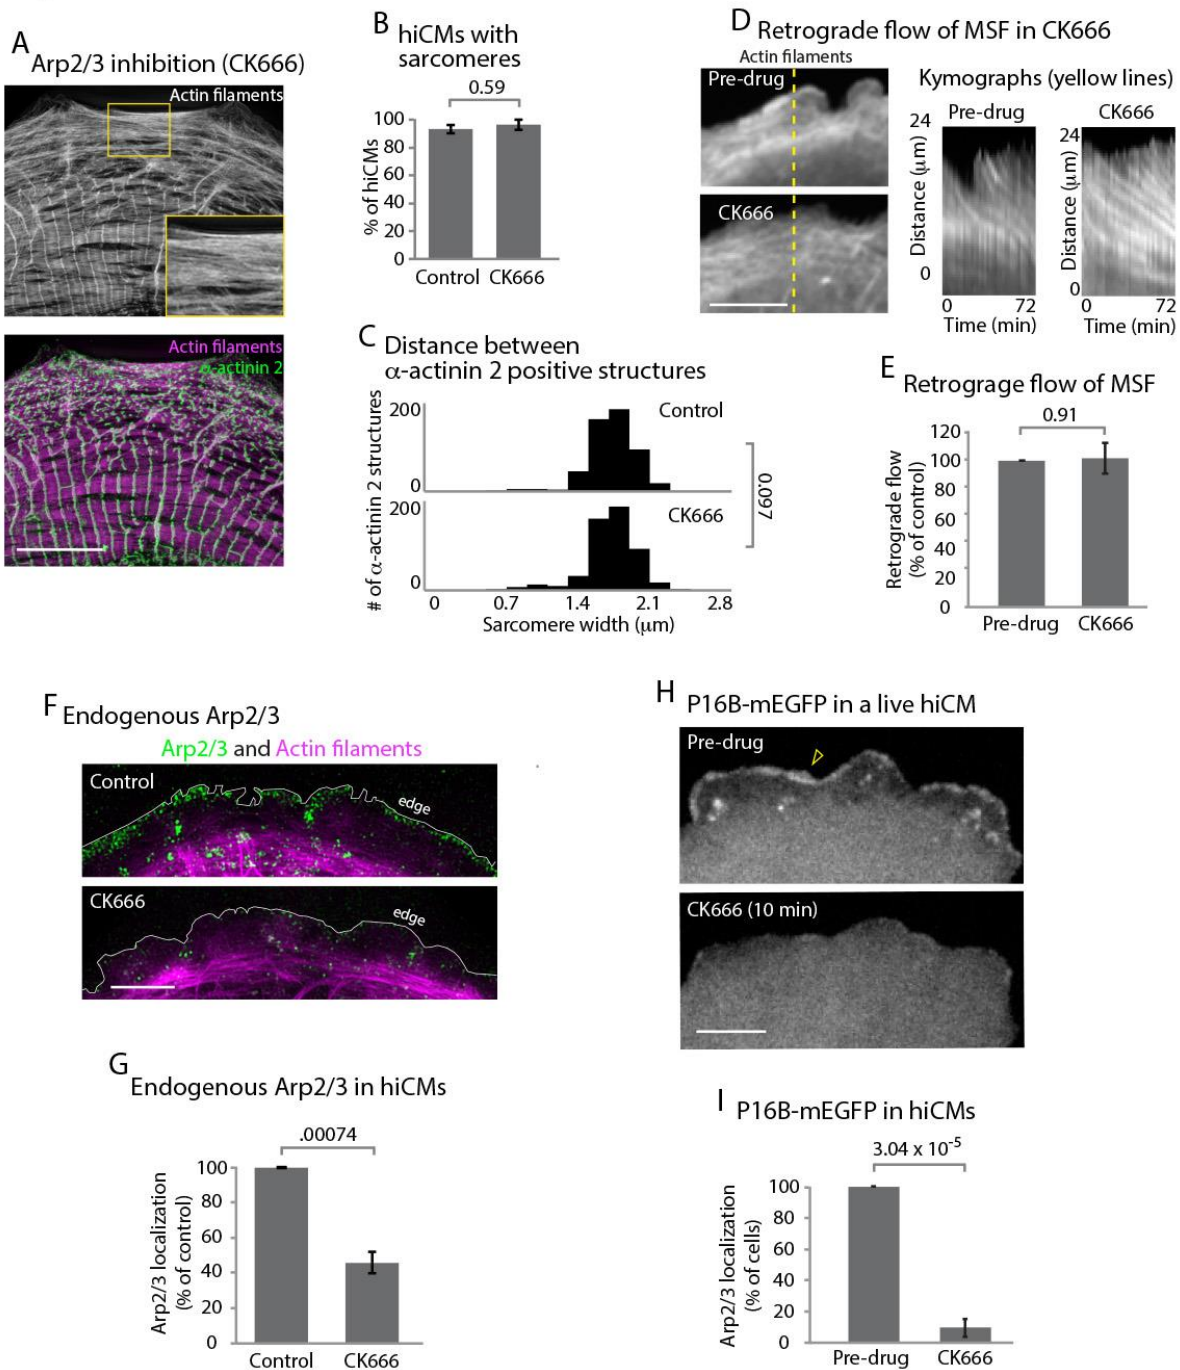 A
Arp2/3 inhibition (CK666)
Actin filaments
Actin filaments
α-actinin 2
B
hiCMs with
sarcomeres
0.59
% of hiCMs
100
80
60
40
20
0
Control CK666
C
Distance between
α-actinin 2 positive structures
# of α-actinin 2 structures
200
Control
0
200
CK666
0
0.097
0 0.7 1.4 2.1 2.8
Sarcomere width (μm)
D
Retrograde flow of MSF in CK666
Actin filaments
Pre-drug
CK666
Kymographs (yellow lines)
Pre-drug
24
Distance (μm)
0
0 72
Time (min)
CK666
24
Distance (μm)
0
0 72
Time (min)
E
Retrograge flow of MSF
0.91
Retrograde flow
(% of control)
120
100
80
60
40
20
0
Pre-drug CK666
F
Endogenous Arp2/3
Arp2/3 and Actin filaments
Control
edge
CK666
edge
G
Endogenous Arp2/3 in hiCMs
.00074
Arp2/3 localization
(% of control)
100
80
60
40
20
0
Control CK666
H
P16B-mEGFP in a live hiCM
Pre-drug
CK666 (10 min)
I
P16B-mEGFP in hiCMs
3.04 x 10⁻⁵
Arp2/3 localization
(% of cells)
100
80
60
40
20
0
Pre-drug CK666